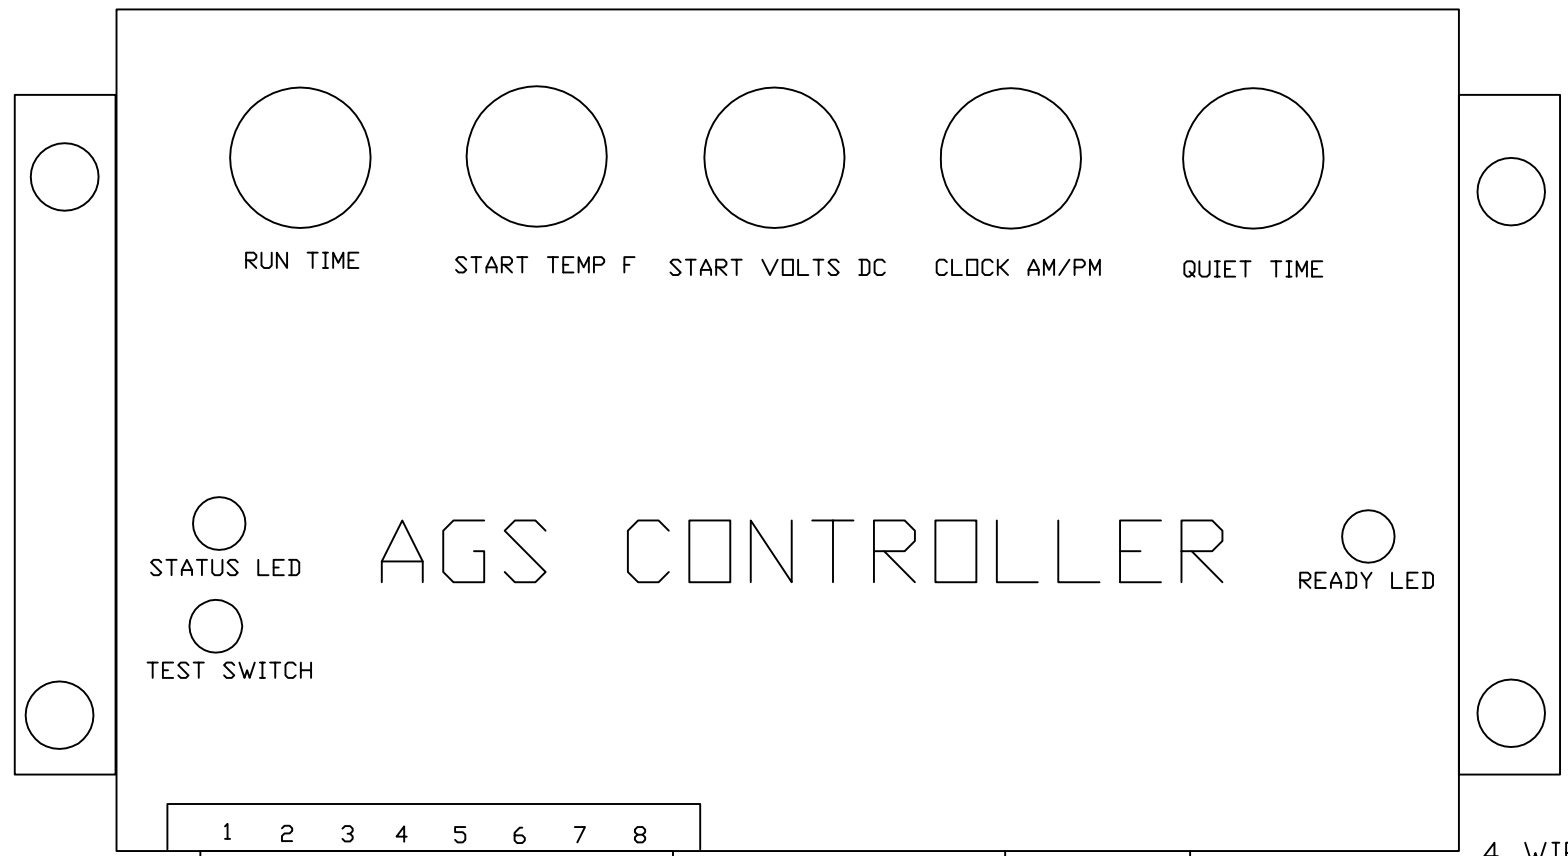 RUN TIME
START TEMP F
START VOLTS DC
CLOCK AM/PM
QUIET TIME
STATUS LED
AGS CONTROLLER
READY LED
TEST SWITCH
1 2 3 4 5 6 7 8
4